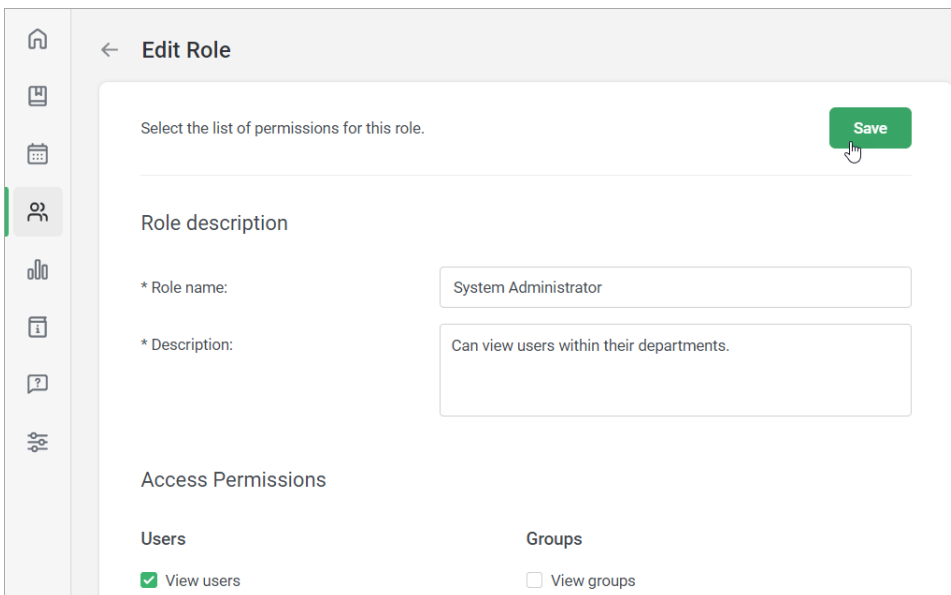 Edit Role
Select the list of permissions for this role.
Save
Role description
* Role name:
System Administrator
* Description:
Can view users within their departments.
Access Permissions
Users
Groups
View users
View groups